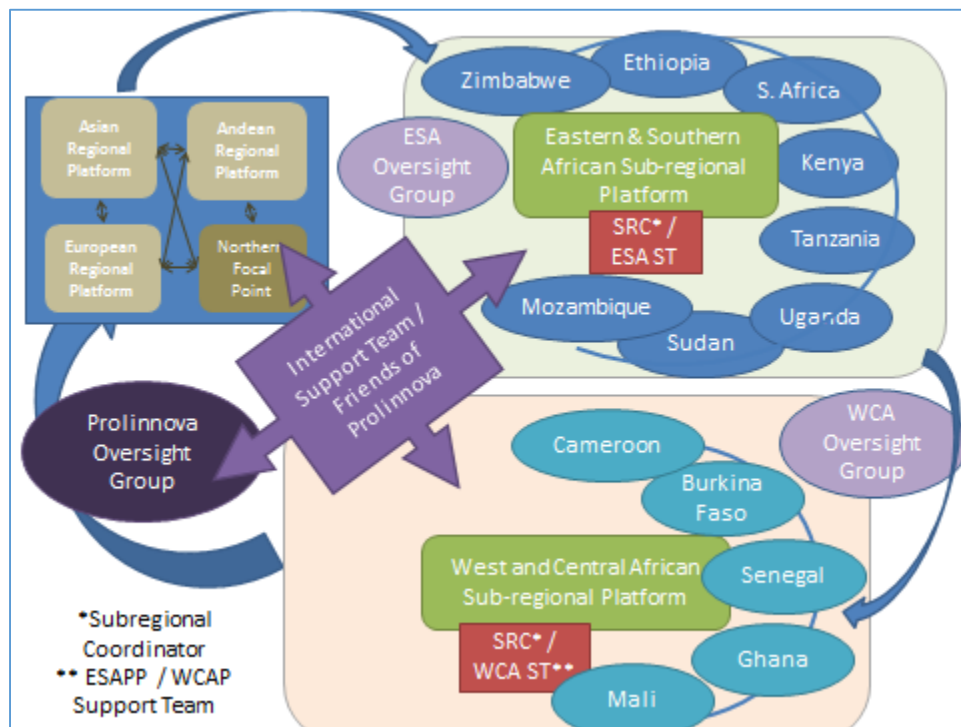 Asian
Regional
Platform
Andean
Regional
Platform
European
Regional
Platform
Northern
Focal
Point
Zimbabwe
Ethiopia
S. Africa
ESA
Oversight
Group
Eastern & Southern
African Sub-regional
Platform
Kenya
SRC* /
ESA ST
Tanzania
Mozambique
Sudan
Uganda
International
Support Team /
Friends of
Prolinnova
Prolinnova
Oversight
Group
WCA
Oversight
Group
Cameroon
Burkina
Faso
West and Central African
Sub-regional Platform
Senegal
SRC* /
WCA ST**
Ghana
Mali
*Subregional
Coordinator
** ESAPP / WCAP
Support Team